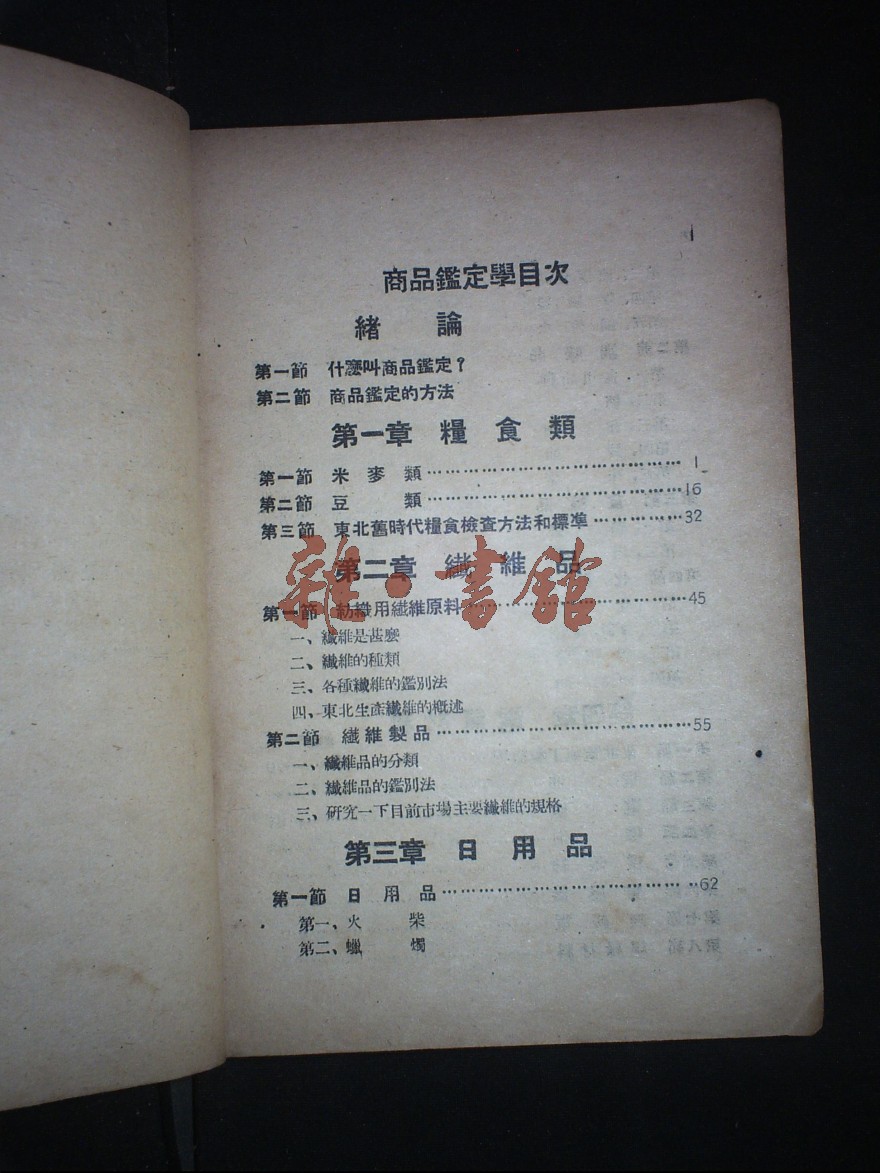 商品鑑定學目次
緒 論
第一節 什麽叫商品鑑定?
第二節 商品鑑定的方法
第一章 糧食類
第一節 米麥類……………………………1
第二節 豆 類……………………………16
第三節 東北舊時代糧食檢查方法和標準…………32
第二章 纖維品
第一節 紡織用纖維原料……………………45
一、纖維是甚麽
二、纖維的種類
三、各種纖維的鑑別法
四、東北生產纖維的概述
第二節 纖維製品……………………………55
一、纖維品的分類
二、纖維品的鑑別法
三、研究一下目前市場主要纖維的規格
第三章 日用品
第一節 日用品……………………………62
第一、火 柴
第二、蠟 燭
雜·書館